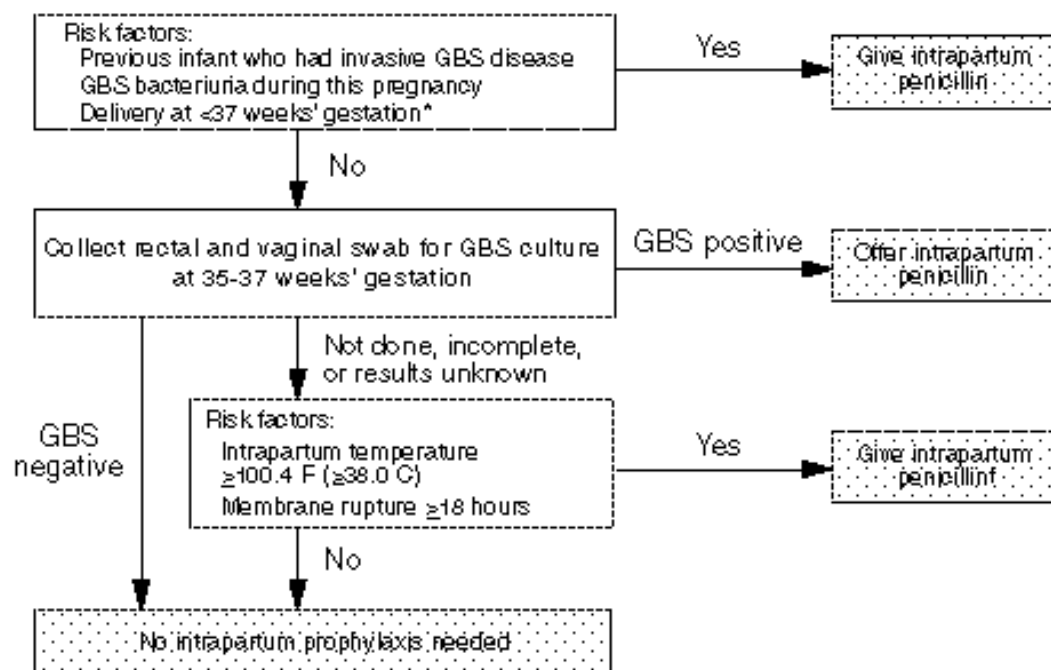 Risk factors:
Previous infant who had invasive GBS disease
GBS bacteriuria during this pregnancy
Delivery at <37 weeks' gestation*
Yes
Give intrapartum
penicillin
No
Collect rectal and vaginal swab for GBS culture
at 35-37 weeks' gestation
GBS positive
Offer intrapartum
penicillin
Not done, incomplete,
or results unknown
GBS
negative
Risk factors:
Intrapartum temperature
≥100.4 F (≥38.0 C)
Membrane rupture ≥18 hours
Yes
Give intrapartum
penicillin†
No
No intrapartum prophylaxis needed